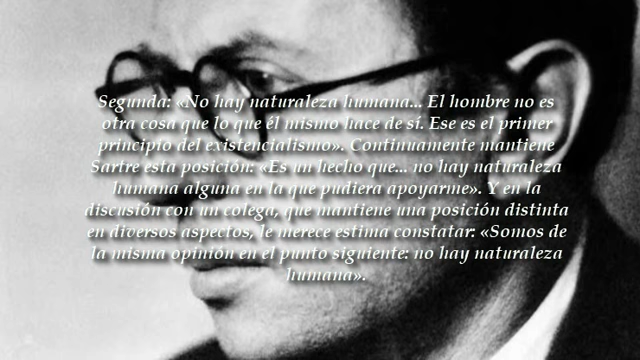 Segunda: «No hay naturaleza humana... El hombre no es
otra cosa que lo que él mismo hace de sí. Ese es el primer
principio del existencialismo». Continuamente mantiene
Sartre esta posición: «Es un hecho que... no hay naturaleza
humana alguna en la que pudiera apoyarme». Y en la
discusión con un colega, que mantiene una posición distinta
en diversos aspectos, le merece estima constatar: «Somos de
la misma opinión en el punto siguiente: no hay naturaleza
humana».